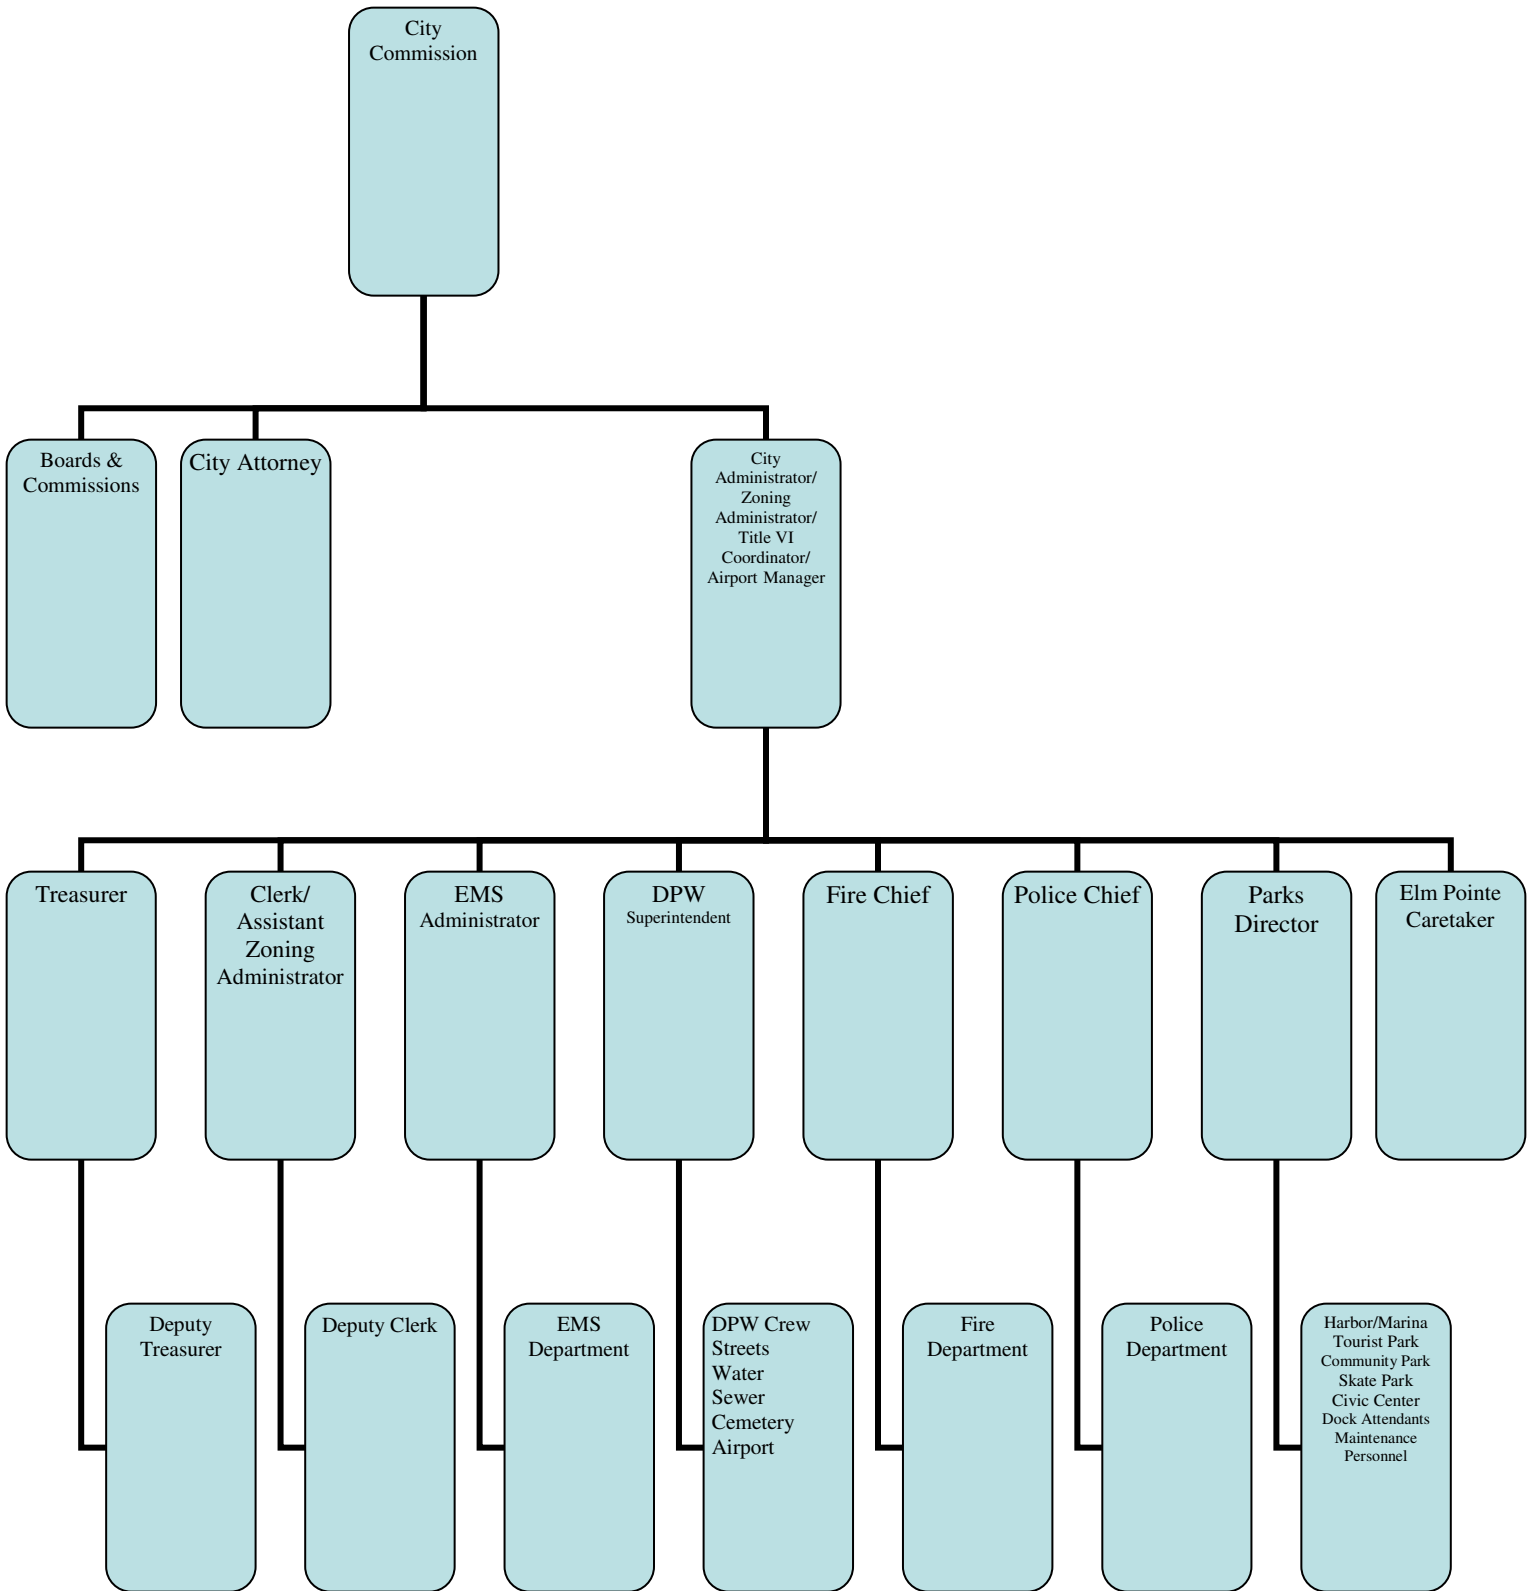 City
Commission
Boards &
Commissions
City Attorney
City
Administrator/
Zoning
Administrator/
Title VI
Coordinator/
Airport Manager
Treasurer
Clerk/
Assistant
Zoning
Administrator
EMS
Administrator
DPW
Superintendent
Fire Chief
Police Chief
Parks
Director
Elm Pointe
Caretaker
Deputy
Treasurer
Deputy Clerk
EMS
Department
DPW Crew
Streets
Water
Sewer
Cemetery
Airport
Fire
Department
Police
Department
Harbor/Marina
Tourist Park
Community Park
Skate Park
Civic Center
Dock Attendants
Maintenance
Personnel